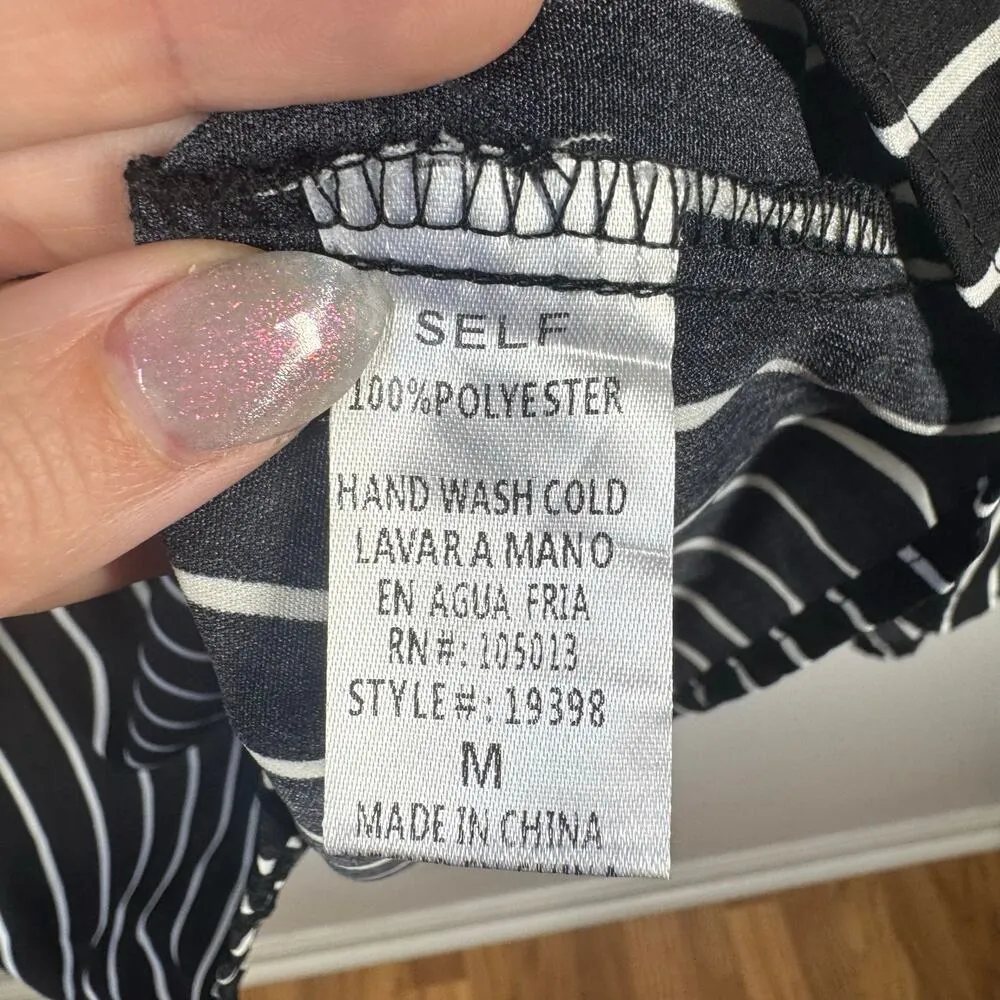 SELF
100%POLYESTER
HAND WASH COLD
LAVAR A MANO
EN AGUA FRIA
RN#: 105013
STYLE#: 19398
M
MADE IN CHINA